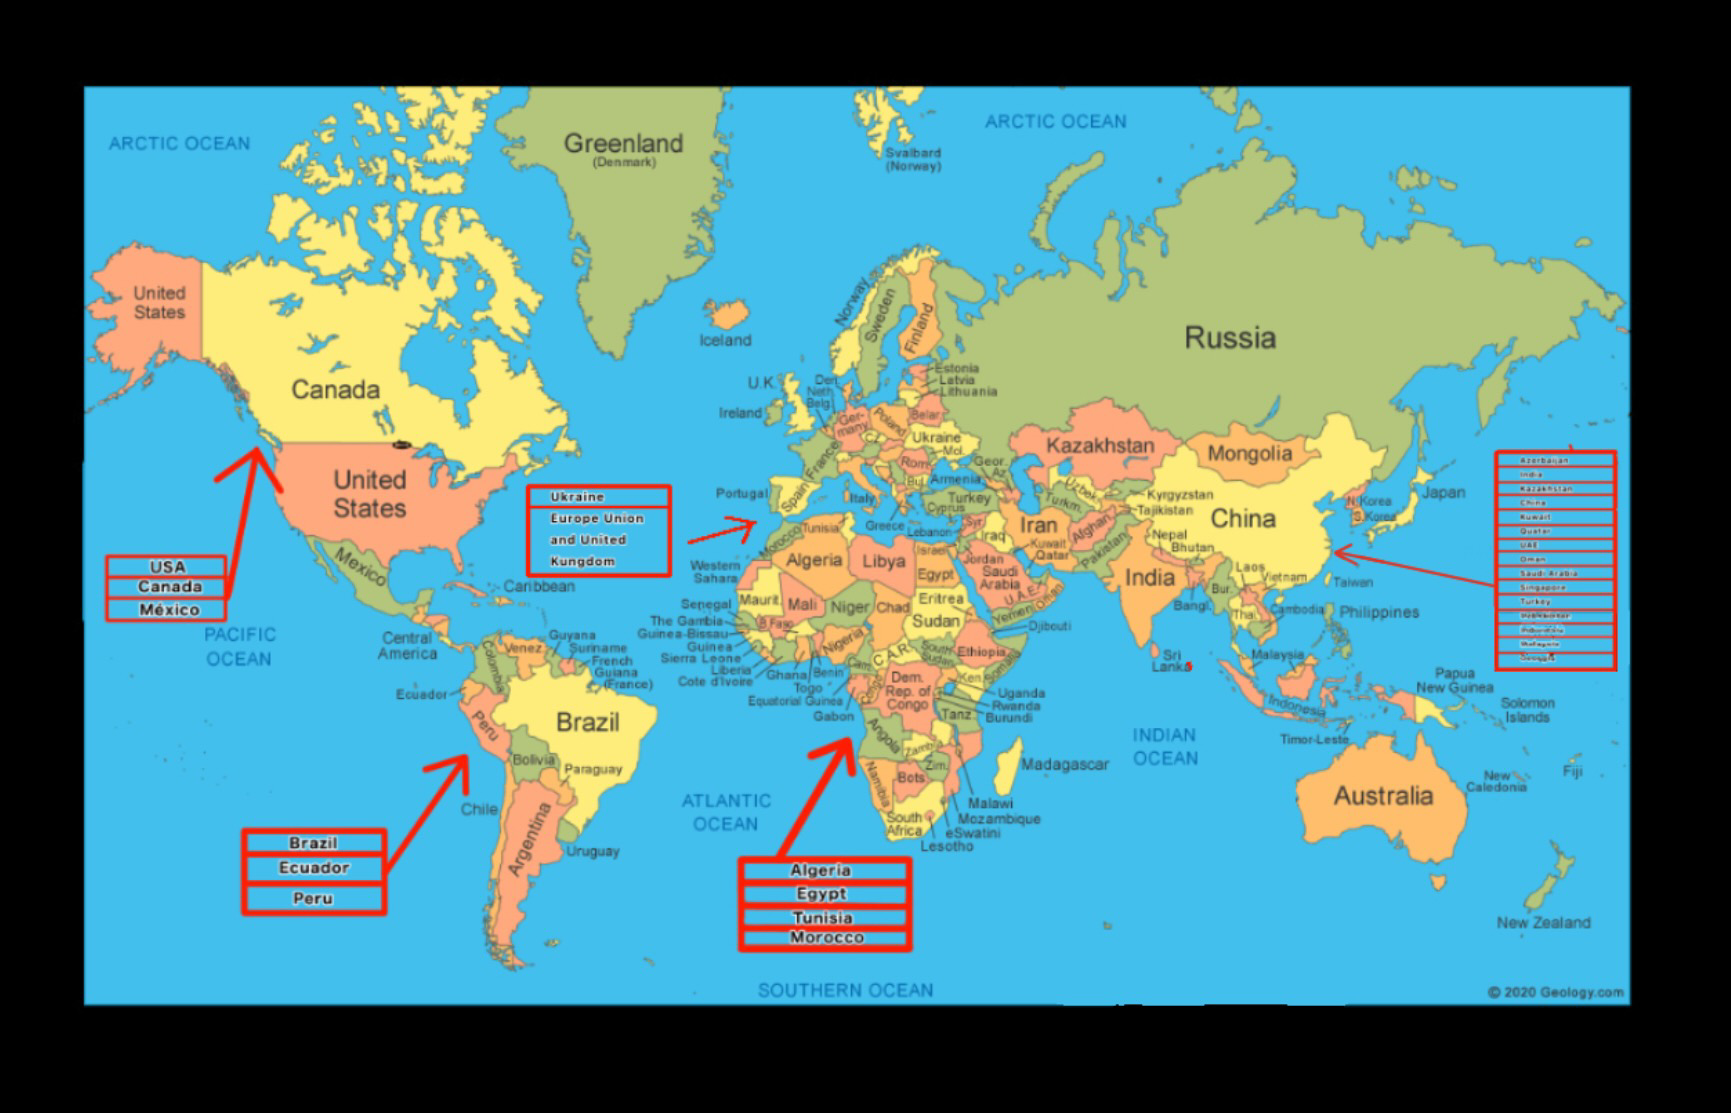 ARCTIC OCEAN
ARCTIC OCEAN
Greenland
(Denmark)
Svalbard
(Norway)
United
States
Canada
Iceland
Norway
Sweden
Finland
Russia
U.K.
Ireland
Den.
Neth.
Belg.
Estonia
Latvia
Lithuania
Belar.
Poland
Ger-
many
Cz.
Ukraine
Mol.
France
Rom.
Bul.
Spain
Portugal
Italy
Greece
Geor.
Az.
Armenia
Turkey
Cyprus
Lebanon
Syr.
Israel
Iraq
Jordan
Iran
Kuwait
Qatar
Saudi
Arabia
U.A.E.
Oman
Yemen
Kazakhstan
Uzbek.
Turkm.
Kyrgyzstan
Tajikistan
Afghan.
Pakistan
Mongolia
China
N.Korea
S.Korea
Japan
Nepal
Bhutan
India
Bangl.
Bur.
Laos
Vietnam
Thai.
Cambodia
Taiwan
Philippines
Sri
Lanka
Malaysia
Indonesia
Timor-Leste
Papua
New Guinea
Solomon
Islands
United
States
Mexico
Caribbean
Central
America
PACIFIC
OCEAN
Guyana
Suriname
French
Guiana
(France)
Venez.
Colombia
Ecuador
Peru
Brazil
Bolivia
Paraguay
Chile
Argentina
Uruguay
Morocco
Tunisia
Algeria
Libya
Egypt
Western
Sahara
Maurit.
Mali
Niger
Chad
Eritrea
Sudan
Djibouti
Senegal
The Gambia
Guinea-Bissau
Guinea
Sierra Leone
Liberia
Cote d'Ivoire
B.Faso
Ghana
Togo
Benin
Nigeria
Cam.
Equatorial Guinea
Gabon
Congo
C.A.R.
South
Sudan
Ethiopia
Somalia
Ken.
Uganda
Rwanda
Burundi
Dem.
Rep. of
Congo
Tanz.
Angola
Zambia
Malawi
Mozambique
Zim.
Bots.
Namibia
South
Africa
eSwatini
Lesotho
Madagascar
INDIAN
OCEAN
ATLANTIC
OCEAN
SOUTHERN OCEAN
Australia
New
Caledonia
Fiji
New Zealand
© 2020 Geology.com
USA
Canada
México
Brazil
Ecuador
Peru
Ukraine
Europe Union
and United
Kungdom
Algeria
Egypt
Tunisia
Morocco
Azerbaijan
India
Kazakhstan
China
Kuwait
Quatar
UAE
Oman
Saudi Arabia
Singapore
Turkey